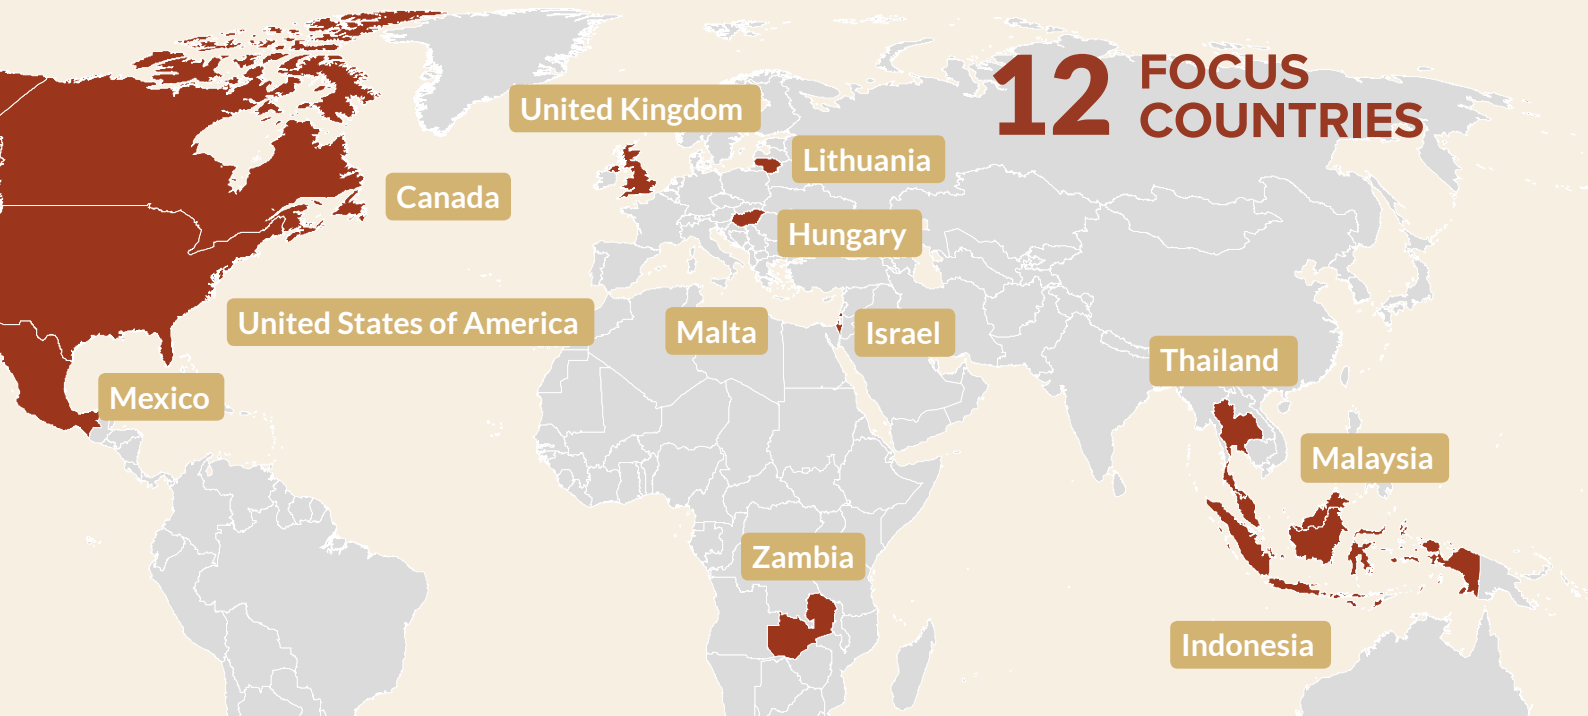 12 FOCUS
COUNTRIES
United Kingdom
Lithuania
Canada
Hungary
United States of America
Malta
Israel
Thailand
Mexico
Malaysia
Zambia
Indonesia